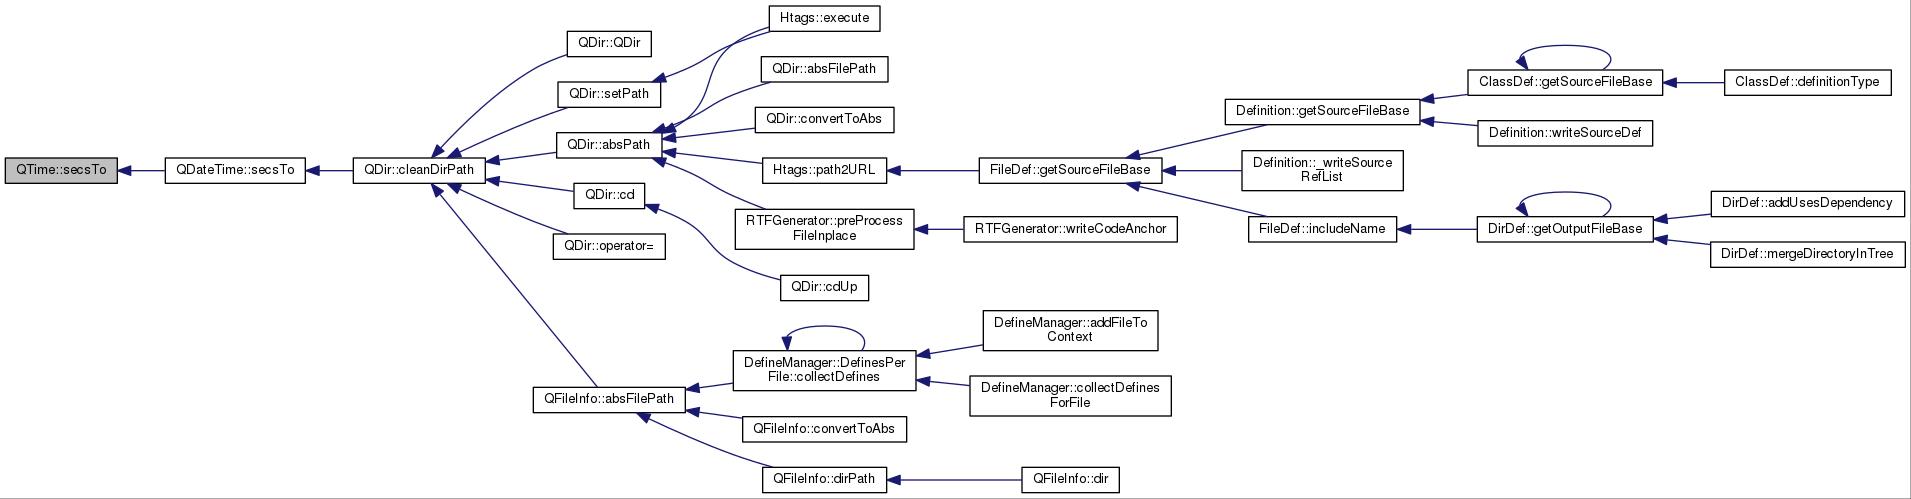 QTime::secsTo
QDateTime::secsTo
QDir::cleanDirPath
QDir::QDir
QDir::setPath
QDir::absPath
QDir::cd
QDir::operator=
QFileInfo::absFilePath
Htags::execute
QDir::absFilePath
QDir::convertToAbs
Htags::path2URL
RTFGenerator::preProcess
FileInplace
QDir::cdUp
DefineManager::DefinesPer
File::collectDefines
QFileInfo::convertToAbs
QFileInfo::dirPath
FileDef::getSourceFileBase
RTFGenerator::writeCodeAnchor
DefineManager::addFileTo
Context
DefineManager::collectDefines
ForFile
QFileInfo::dir
Definition::getSourceFileBase
Definition::_writeSource
RefList
FileDef::includeName
ClassDef::getSourceFileBase
Definition::writeSourceDef
DirDef::getOutputFileBase
ClassDef::definitionType
DirDef::addUsesDependency
DirDef::mergeDirectoryInTree